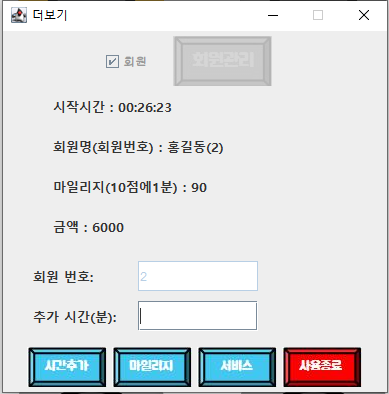 더보기
회원 회원관리
시작시간 : 00:26:23
회원명(회원번호) : 홍길동(2)
마일리지(10점에1분) : 90
금액 : 6000
회원 번호: 2
추가 시간(분):
시간추가 마일리지 서비스 사용종료